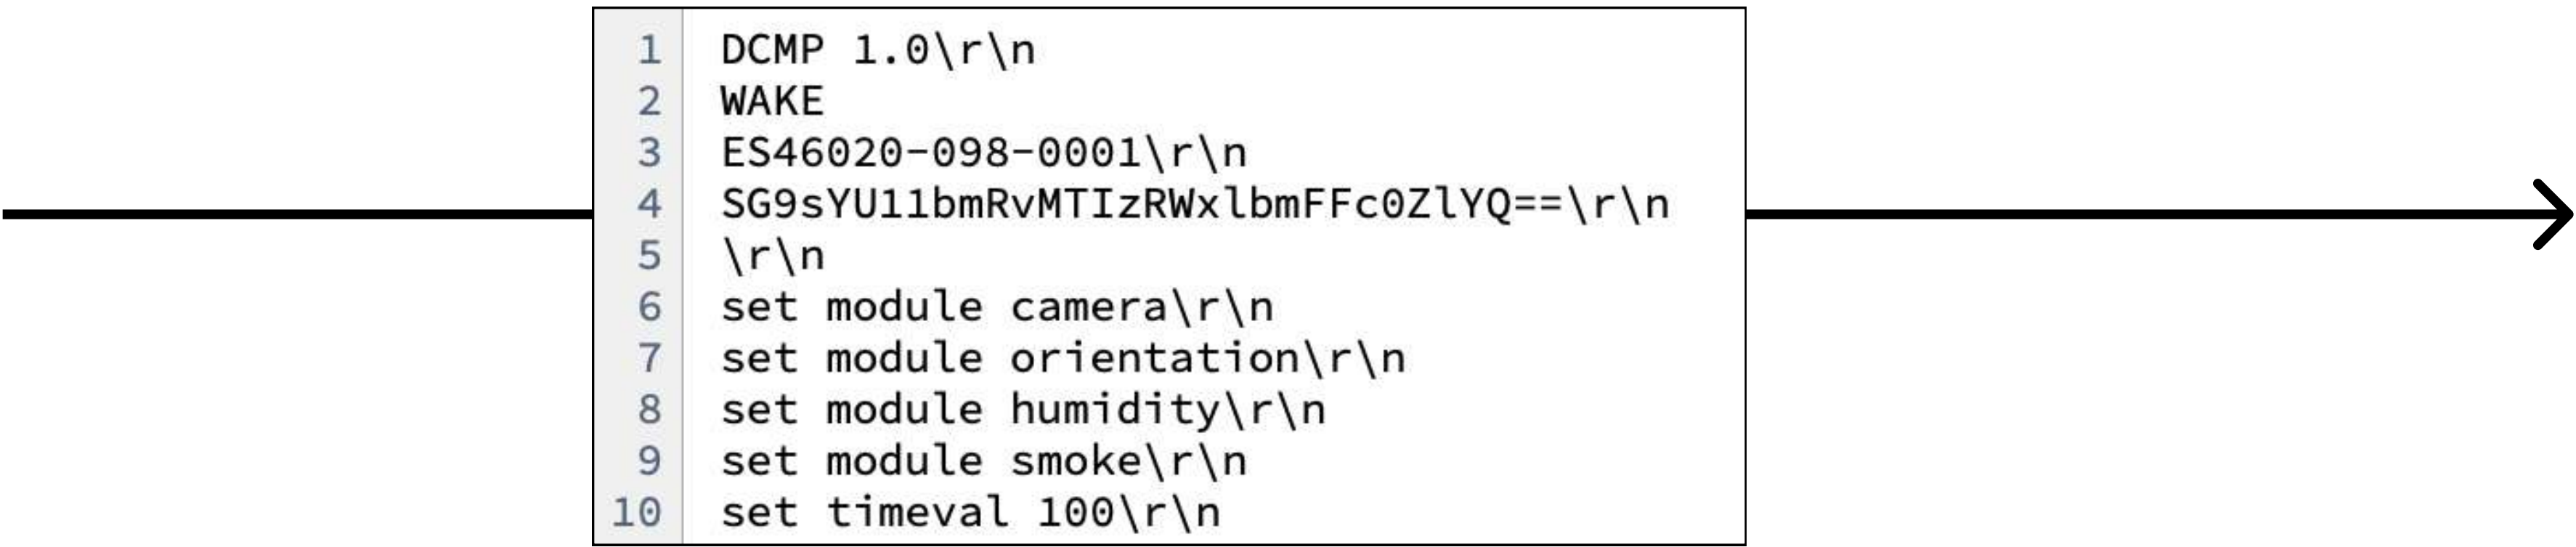 1 DCMP 1.0\r\n
2 WAKE
3 ES46020-098-0001\r\n
4 SG9sYU11bmRvMTIzRWxlbmFFc0ZlYQ==\r\n
5 \r\n
6 set module camera\r\n
7 set module orientation\r\n
8 set module humidity\r\n
9 set module smoke\r\n
10 set timeval 100\r\n